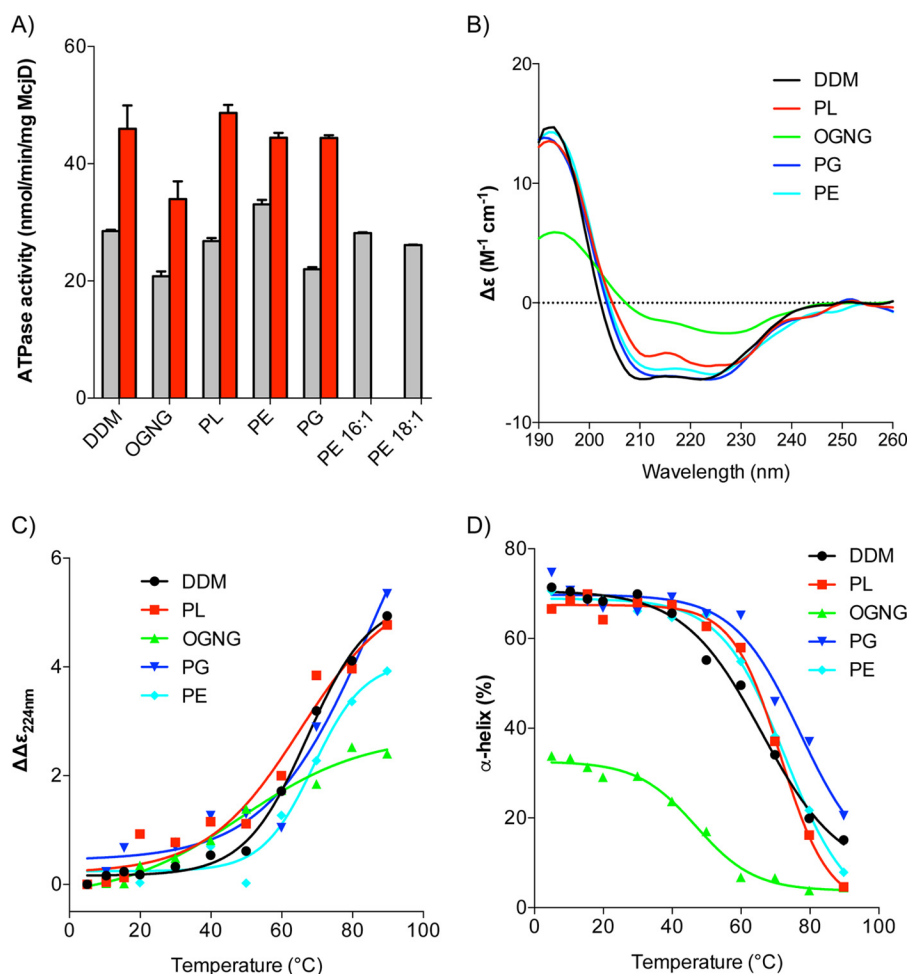 A)
60
40
20
0
ATPase activity (nmol/min/mg McjD)
DDM
OGNG
PL
PE
PG
PE 16:1
PE 18:1
B)
20
10
0
-10
Δε (M⁻¹ cm⁻¹)
190 200 210 220 230 240 250 260
Wavelength (nm)
DDM
PL
OGNG
PG
PE
C)
6
4
2
0
ΔΔε₂₂₄nm
0 20 40 60 80 100
Temperature (°C)
DDM
PL
OGNG
PG
PE
D)
80
60
40
20
0
α-helix (%)
0 20 40 60 80 100
Temperature (°C)
DDM
PL
OGNG
PG
PE